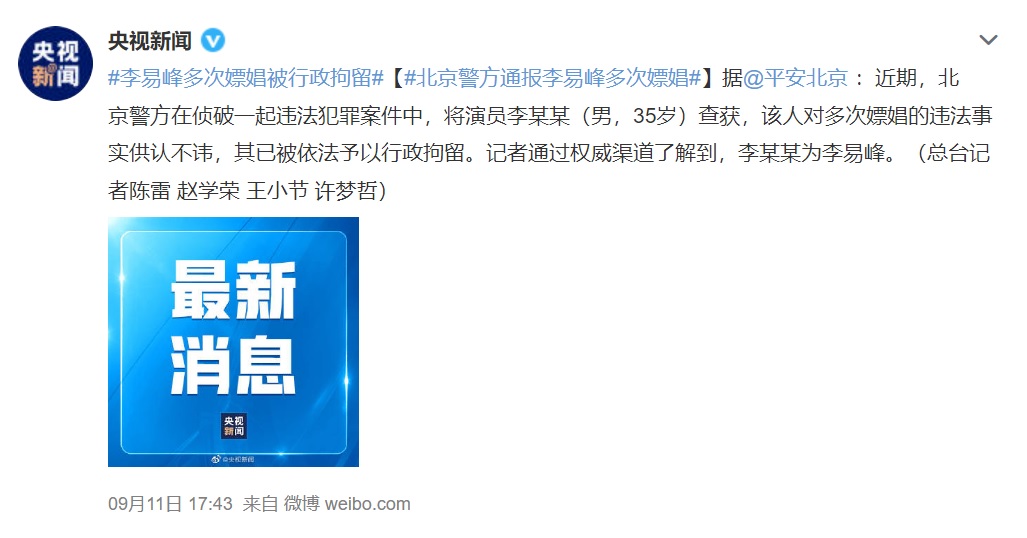 央视
新闻
央视新闻
#李易峰多次嫖娼被行政拘留#【#北京警方通报李易峰多次嫖娼#】据@平安北京 ：近期，北
京警方在侦破一起违法犯罪案件中，将演员李某某（男，35岁）查获，该人对多次嫖娼的违法事
实供认不讳，其已被依法予以行政拘留。记者通过权威渠道了解到，李某某为李易峰。（总台记
者陈雷 赵学荣 王小节 许梦哲）
最新
消息
央视
新闻
@央视新闻
09月11日 17:43 来自 微博 weibo.com